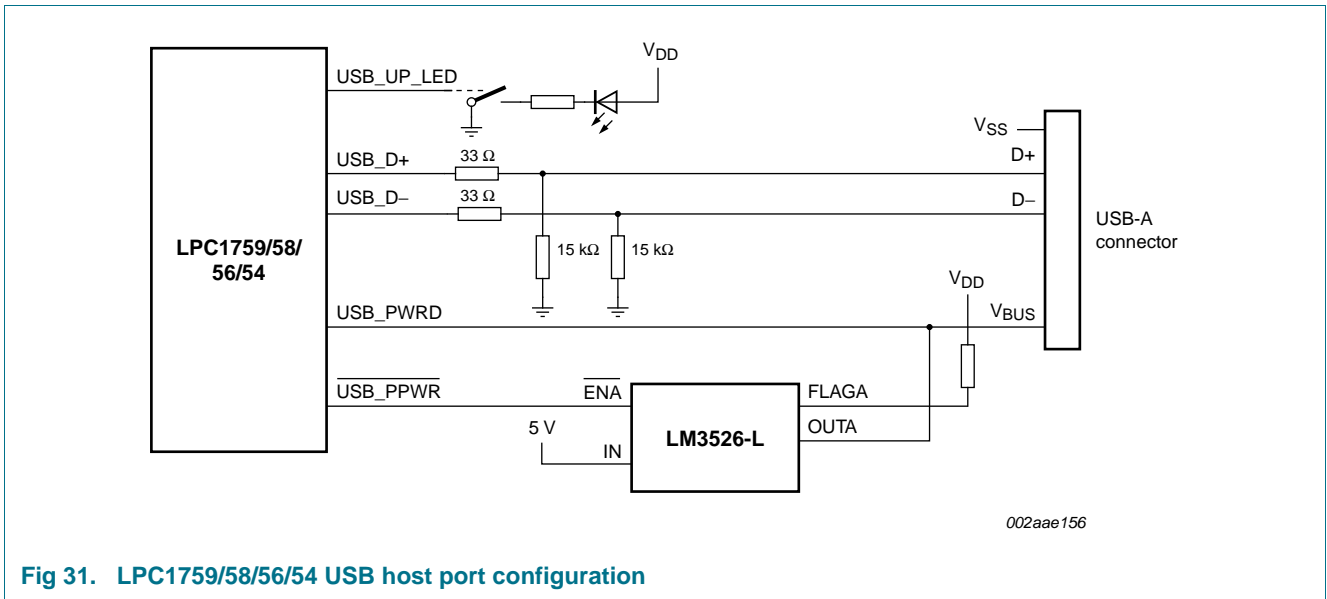 VDD
USB_UP_LED
VSS
USB_D+
33 Ω
D+
USB_D−
33 Ω
D−
USB-A
connector
LPC1759/58/
56/54
15 kΩ
15 kΩ
VDD
USB_PWRD
VBUS
USB_PPWR
ENA
FLAGA
5 V
LM3526-L
OUTA
IN
002aae156
Fig 31. LPC1759/58/56/54 USB host port configuration